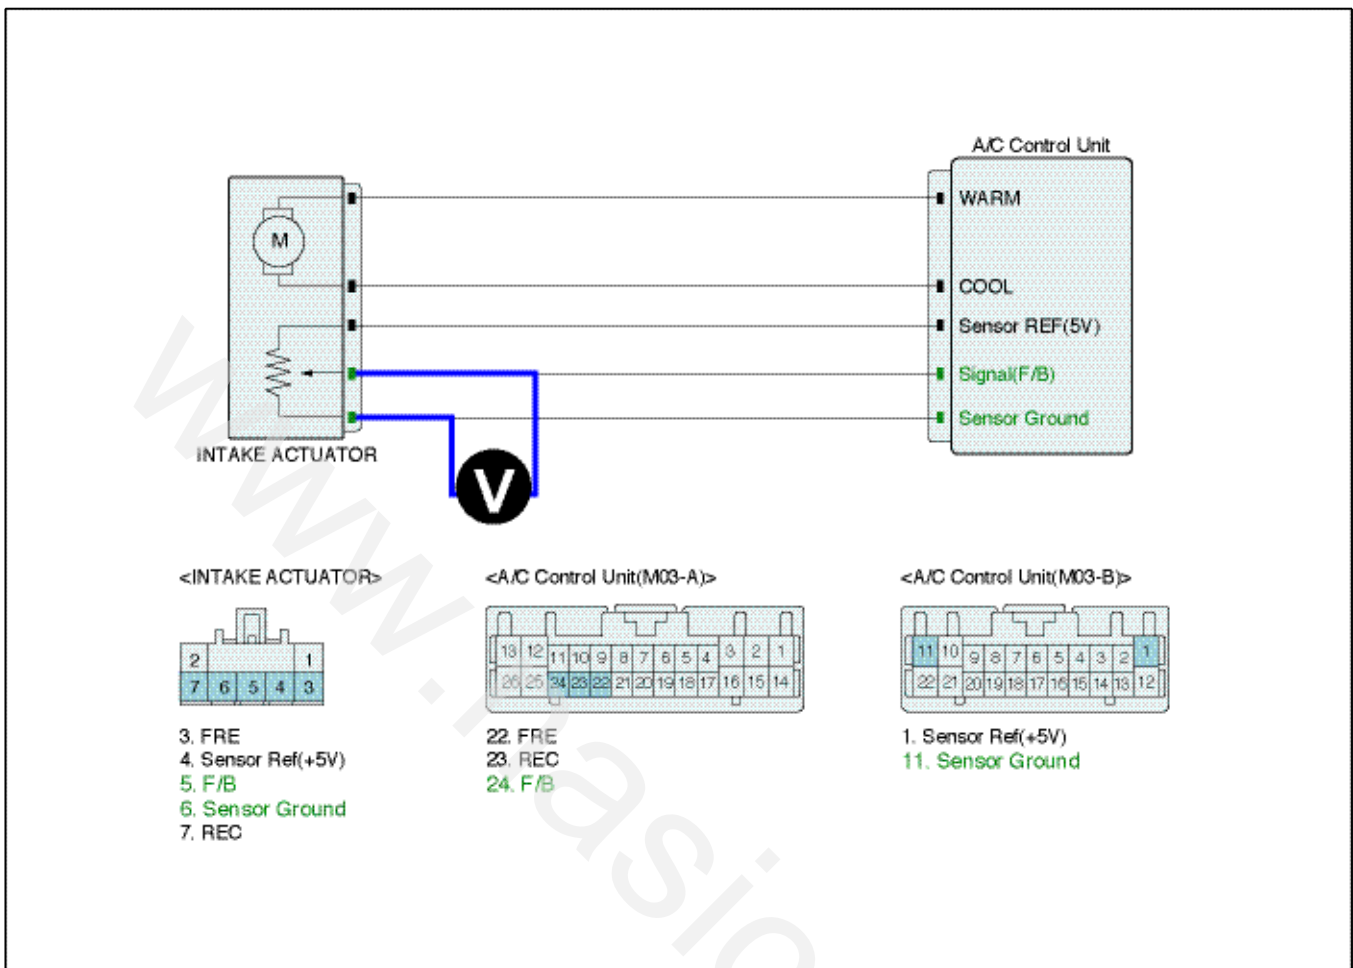 A/C Control Unit
WARM
M
COOL
Sensor REF(5V)
Signal(F/B)
Sensor Ground
INTAKE ACTUATOR
V
<INTAKE ACTUATOR>
2 1
7 6 5 4 3
3. FRE
4. Sensor Ref(+5V)
5. F/B
6. Sensor Ground
7. REC
<A/C Control Unit(M03-A)>
13 12 11 10 9 8 7 6 5 4 3 2 1
26 25 24 23 22 21 20 19 18 17 16 15 14
22. FRE
23. REC
24. F/B
<A/C Control Unit(M03-B)>
11 10 9 8 7 6 5 4 3 2 1
22 21 20 19 18 17 16 15 14 13 12
1. Sensor Ref(+5V)
11. Sensor Ground